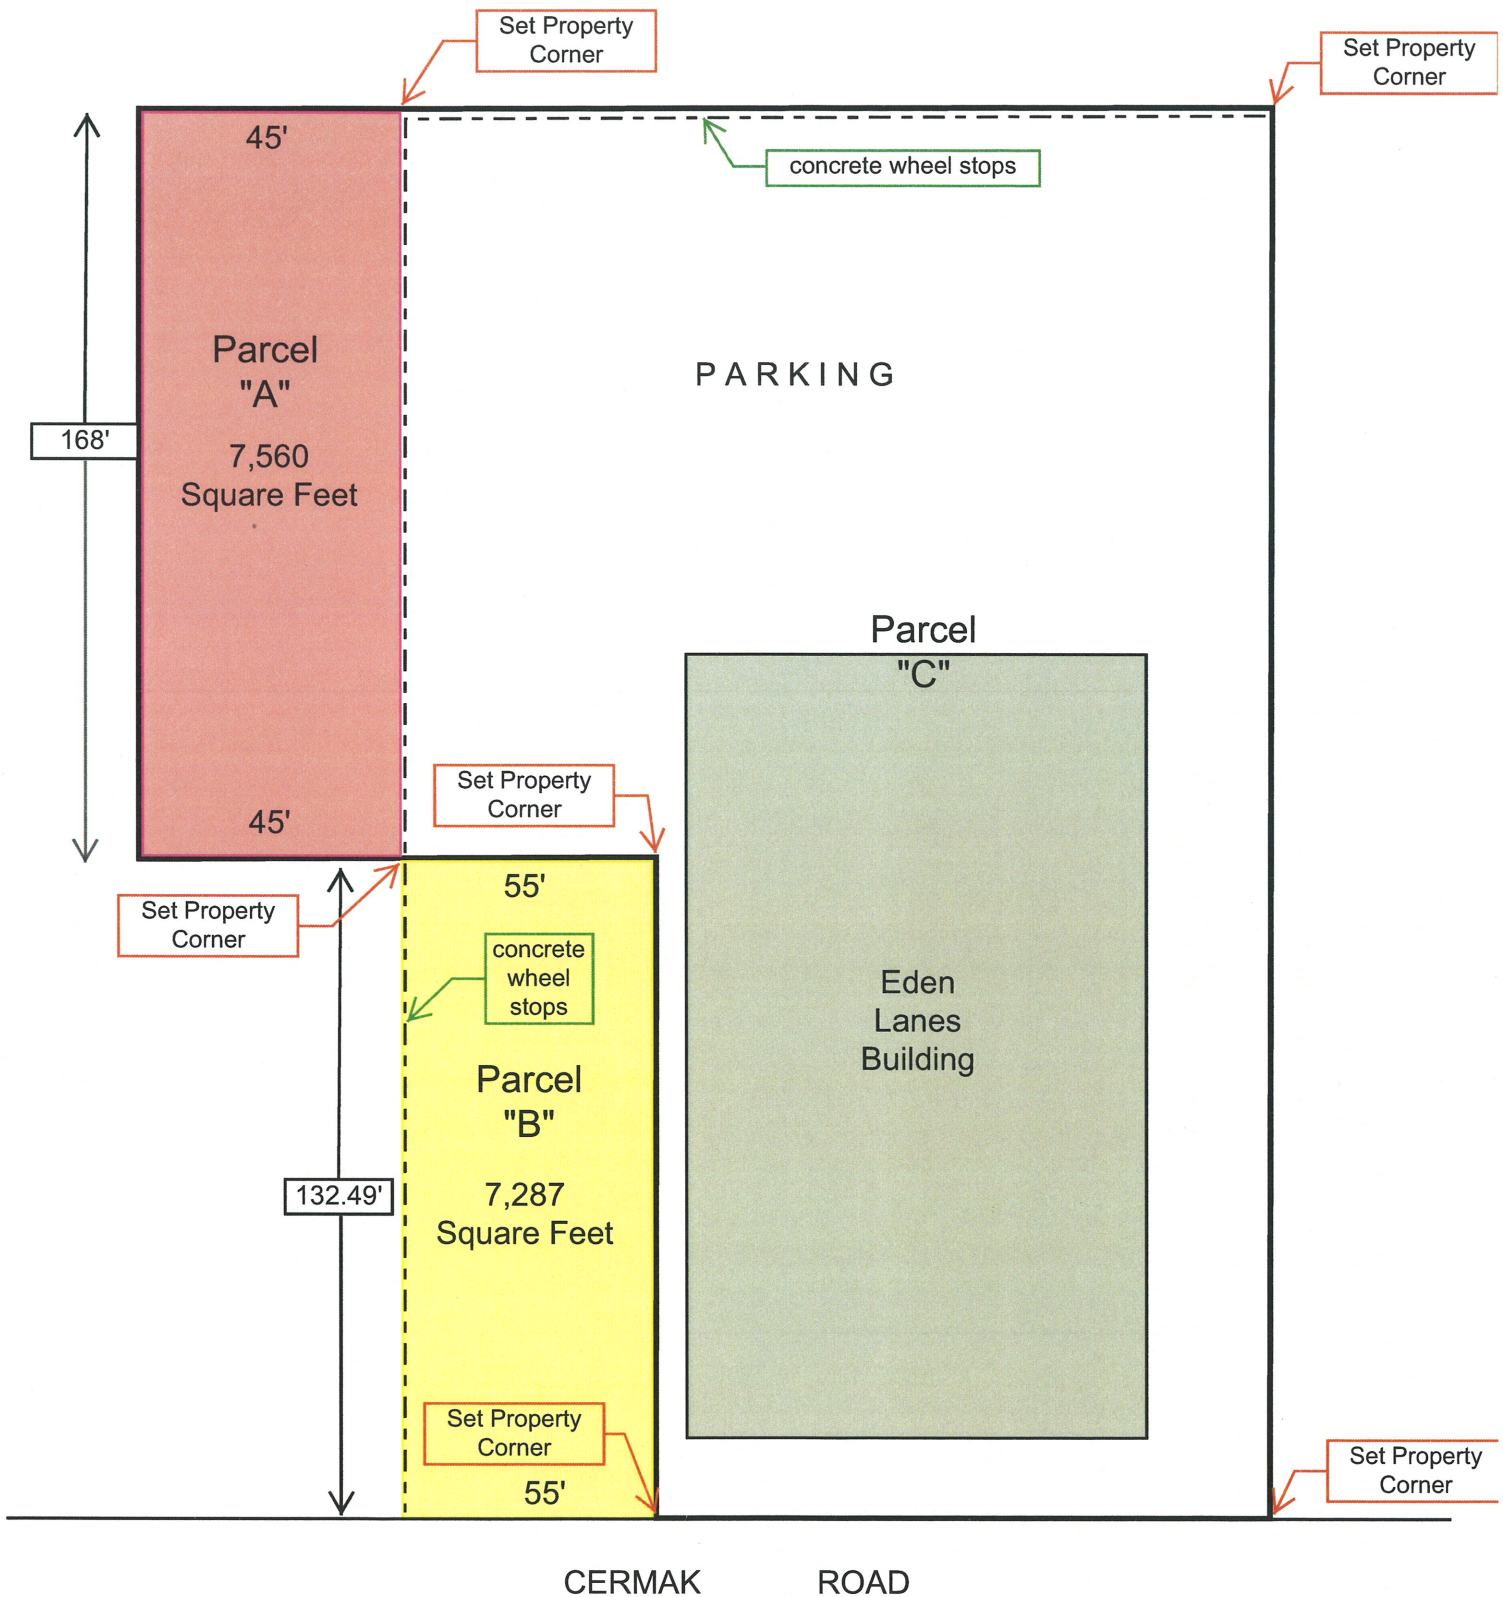 Set Property
Corner
Set Property
Corner
45'
concrete wheel stops
Parcel
"A"
PARKING
168'
7,560
Square Feet
Parcel
"C"
Set Property
Corner
45'
55'
Set Property
Corner
concrete
wheel
stops
Eden
Lanes
Building
Parcel
"B"
132.49'
7,287
Square Feet
Set Property
Corner
55'
Set Property
Corner
CERMAK ROAD